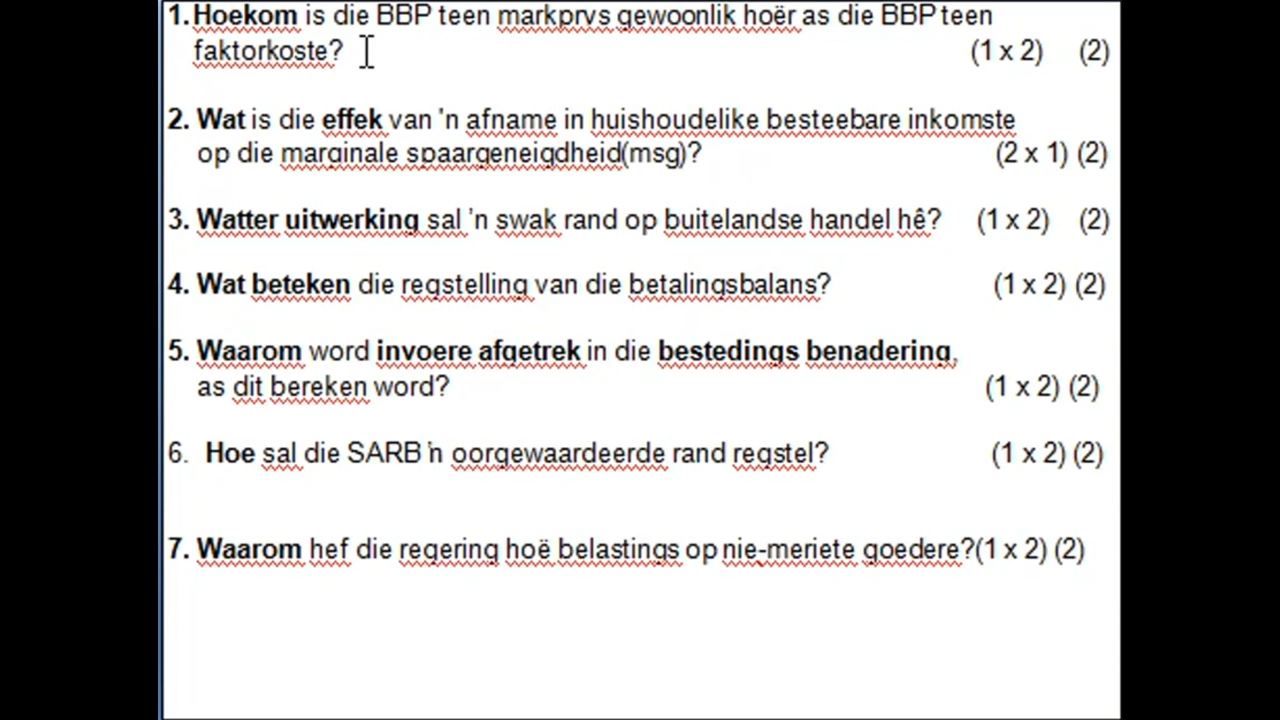 1. Hoekom is die BBP teen markprys gewoonlik hoër as die BBP teen
faktorkoste? (1 x 2) (2)
2. Wat is die effek van 'n afname in huishoudelike besteebare inkomste
op die marginale spaargeneigdheid(msg)? (2 x 1) (2)
3. Watter uitwerking sal 'n swak rand op buitelandse handel hê? (1 x 2) (2)
4. Wat beteken die regstelling van die betalingsbalans? (1 x 2) (2)
5. Waarom word invoere afgetrek in die bestedings benadering,
as dit bereken word? (1 x 2) (2)
6. Hoe sal die SARB 'n oorgewaardeerde rand regstel? (1 x 2) (2)
7. Waarom hef die regering hoë belastings op nie-meriete goedere?(1 x 2) (2)